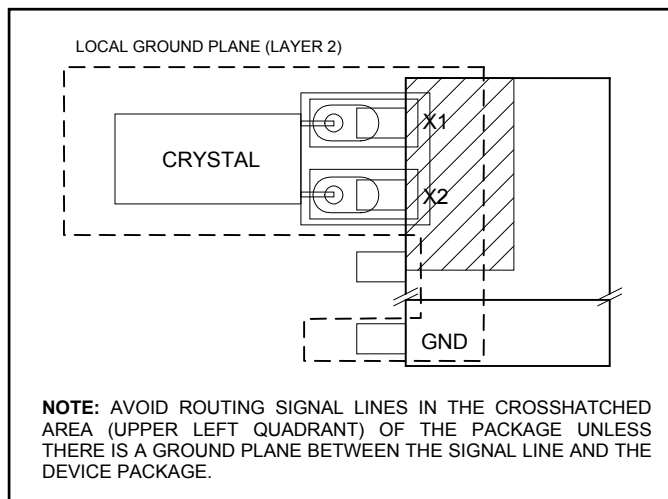 LOCAL GROUND PLANE (LAYER 2)
X1
CRYSTAL
X2
GND
NOTE: AVOID ROUTING SIGNAL LINES IN THE CROSSHATCHED
AREA (UPPER LEFT QUADRANT) OF THE PACKAGE UNLESS
THERE IS A GROUND PLANE BETWEEN THE SIGNAL LINE AND THE
DEVICE PACKAGE.